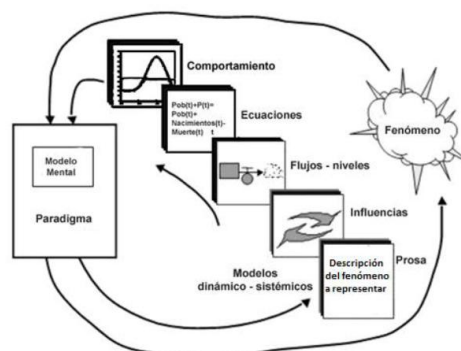 Comportamiento
Pob(t)+P(t)=
Pob(t)+
Nacimientos(t)-
Muerte(t) t
Ecuaciones
Fenómeno
Modelo
Mental
Flujos - niveles
Paradigma
Influencias
Modelos
dinámico - sistémicos
Descripción
del fenómeno
a representar
Prosa